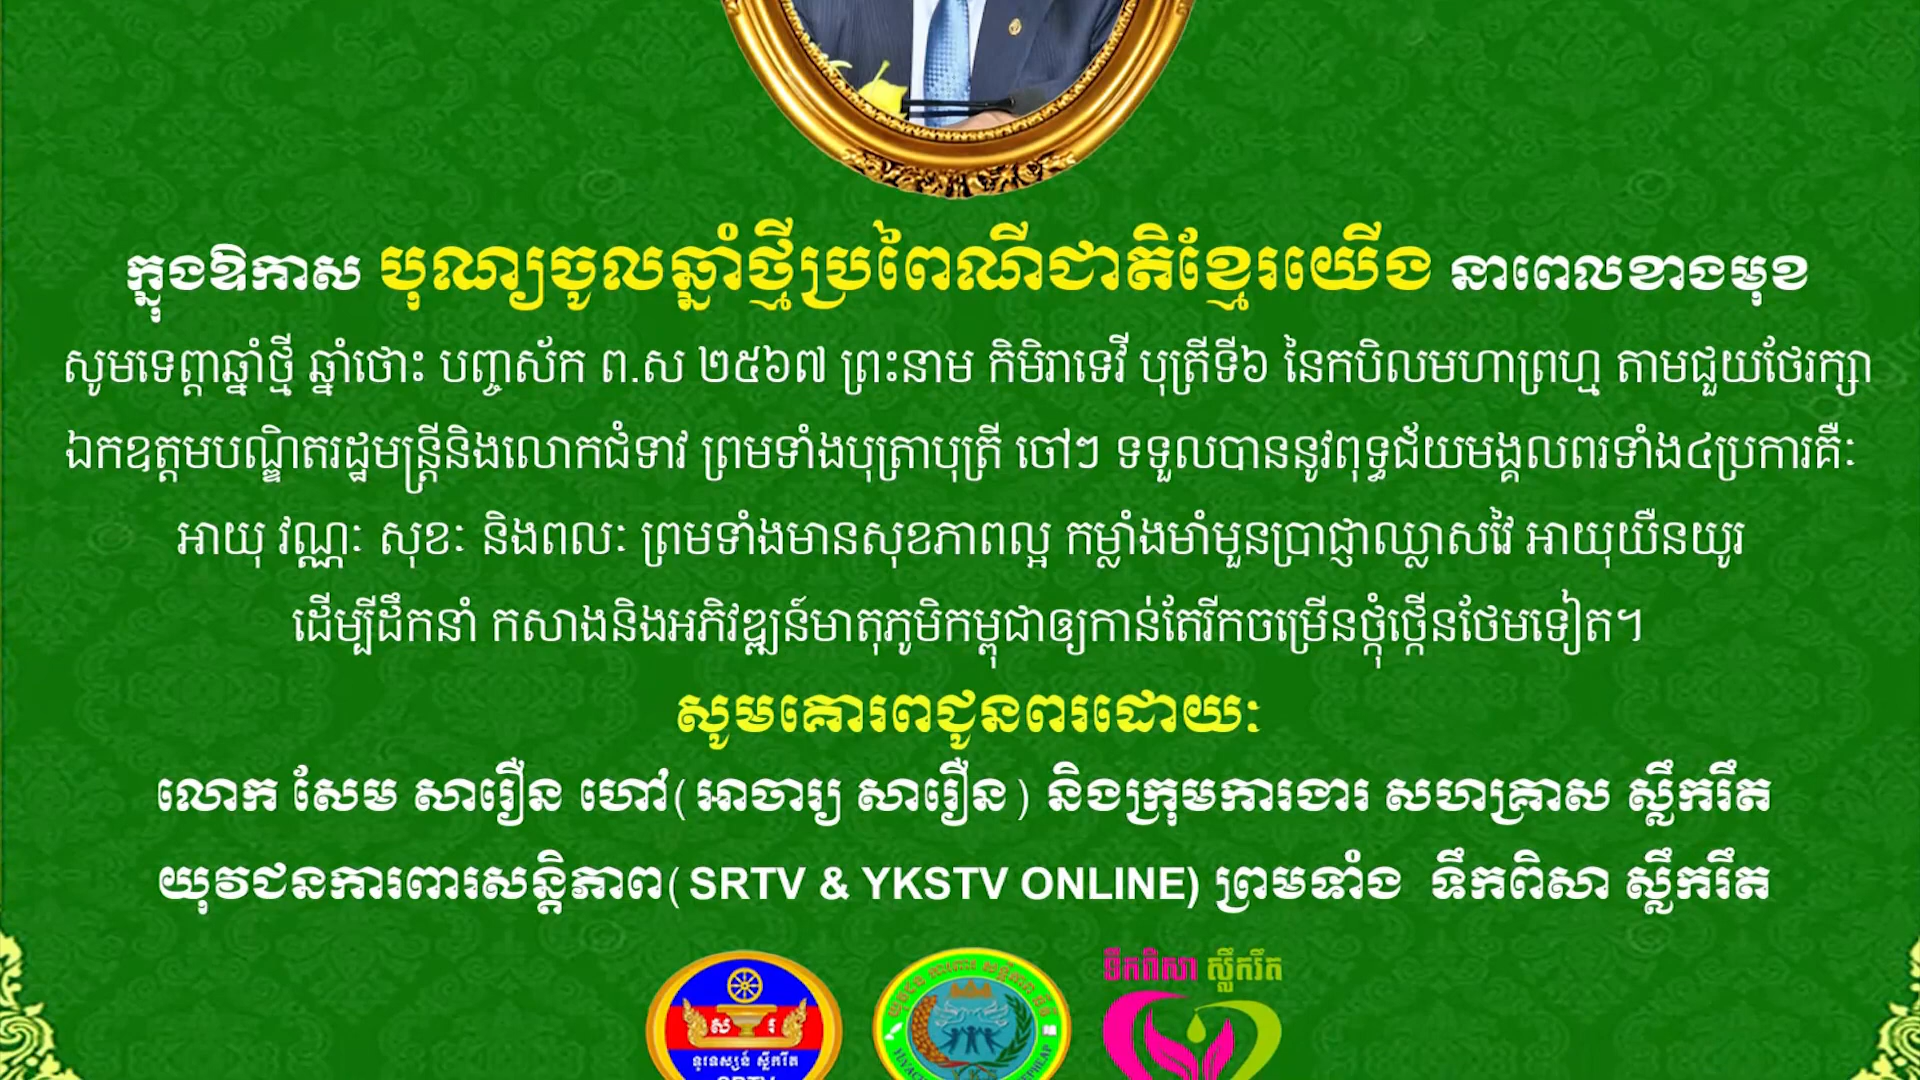 ក្នុងឱកាស បុណ្យចូលឆ្នាំថ្មីប្រពៃណីជាតិខ្មែរយើង នាពេលខាងមុខ
សូមទេព្តាឆ្នាំថ្មី ឆ្នាំថោះ បញ្ចស័ក ព.ស ២៥៦៧ ព្រះនាម កិមិរាទេវី បុត្រីទី៦ នៃកបិលមហាព្រហ្ម តាមជួយថែរក្សា
ឯកឧត្តមបណ្ឌិតរដ្ឋមន្ត្រីនិងលោកជំទាវ ព្រមទាំងបុត្រាបុត្រី ចៅៗ ទទួលបាននូវពុទ្ធជ័យមង្គលពរទាំង៤ប្រការគឺៈ
អាយុ វណ្ណៈ សុខៈ និងពលៈ ព្រមទាំងមានសុខភាពល្អ កម្លាំងមាំមួនប្រាជ្ញាឈ្លាសវៃ អាយុយឺនយូរ
ដើម្បីដឹកនាំ កសាងនិងអភិវឌ្ឍន៍មាតុភូមិកម្ពុជាឲ្យកាន់តែរីកចម្រើនថ្កុំថ្កើនថែមទៀត។
សូមគោរពជូនពរដោយៈ
លោក សែម សារឿន ហៅ(អាចារ្យ សារឿន) និងក្រុមការងារ សហគ្រាស ស្លឹករឹត
យុវជនការពារសន្តិភាព(SRTV & YKSTV ONLINE) ព្រមទាំង ទឹកពិសា ស្លឹករឹត
ទឹកពិសា ស្លឹករឹត
ស រ
ទូរទស្សន៍ ស្លឹករឹត
SRTV